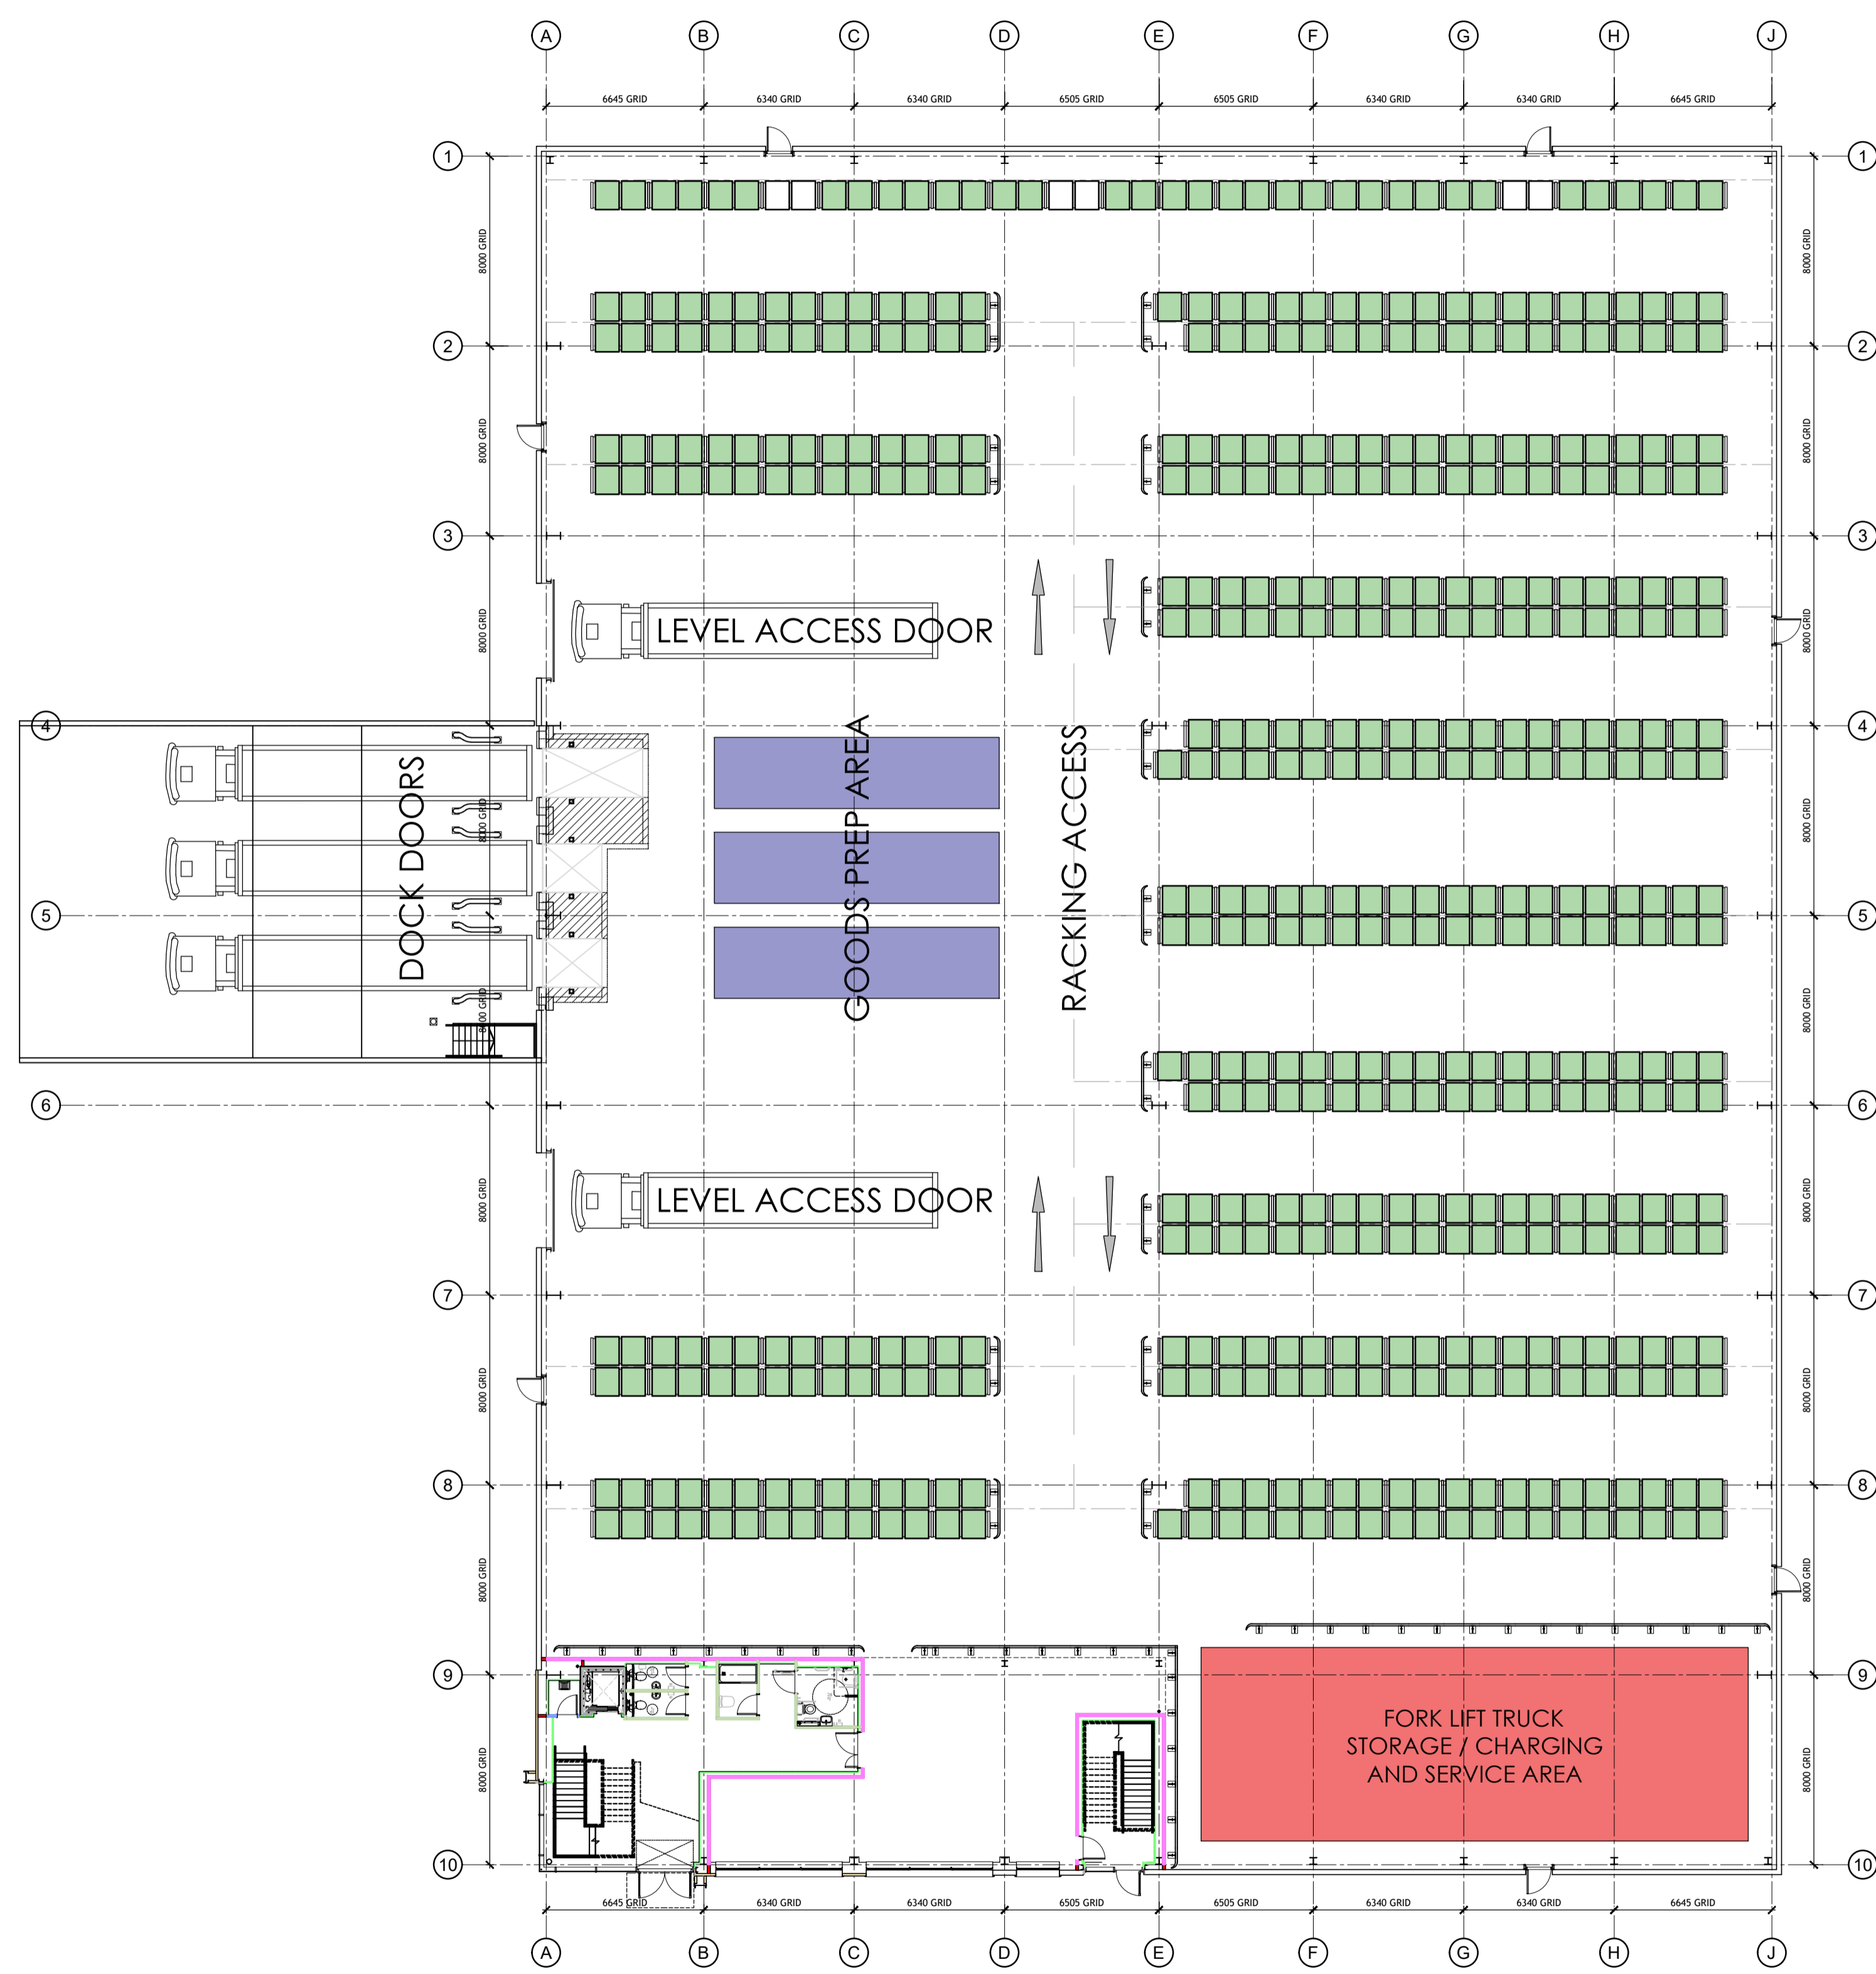 A B C D E F G H J
6645 GRID 6340 GRID 6340 GRID 6505 GRID 6505 GRID 6340 GRID 6340 GRID 6645 GRID
1 1
8000 GRID 8000 GRID
2 2
8000 GRID 8000 GRID
3 3
8000 GRID 8000 GRID
LEVEL ACCESS DOOR
4 4
DOCK DOORS
GOODS PREP AREA
RACKING ACCESS
8000 GRID 8000 GRID
5 5
8000 GRID 8000 GRID
6 6
8000 GRID 8000 GRID
LEVEL ACCESS DOOR
7 7
8000 GRID 8000 GRID
8 8
8000 GRID 8000 GRID
9 9
FORK LIFT TRUCK
STORAGE / CHARGING
AND SERVICE AREA
8000 GRID 8000 GRID
10 10
6645 GRID 6340 GRID 6340 GRID 6505 GRID 6505 GRID 6340 GRID 6340 GRID 6645 GRID
A B C D E F G H J